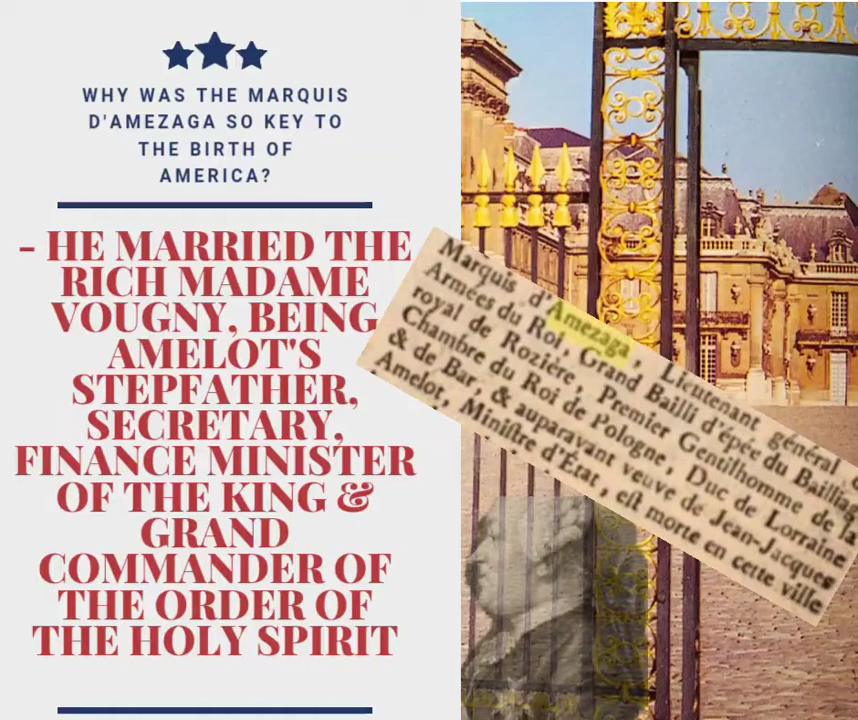 WHY WAS THE MARQUIS
D'AMEZAGA SO KEY TO
THE BIRTH OF
AMERICA?
- HE MARRIED THE
RICH MADAME
VOUGNY, BEING
AMELOT'S
STEPFATHER,
SECRETARY,
FINANCE MINISTER
OF THE KING &
GRAND
COMMANDER OF
THE ORDER OF
THE HOLY SPIRIT
Marquis d'Amezaga, Lieutenant général
Armées du Roi, Grand Bailli d'épée du Bailliag
royal de Roziére, Premier Gentilhomme de la
Chambre du Roi de Pologne, Duc de Lorraine
& de Bar, & auparavant veuve de Jean-Jacques
Amelot, Miniſtre d'État, eſt morte en cette ville